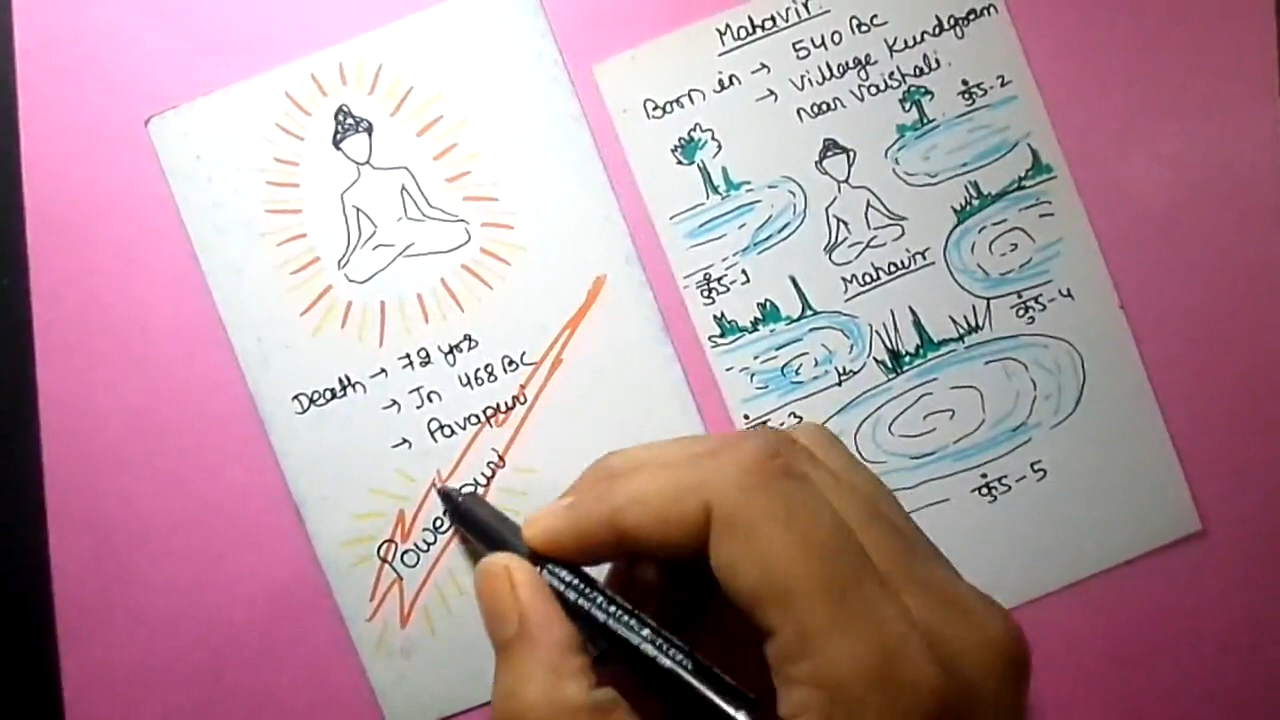 Death → 72 yrs
→ In 468 BC
→ Pavapuri
Mahavir
Born in → 540 BC
→ Village Kundgram
near Vaishali.
कुंड-2
कुंड-1
Mahavir
कुंड-4
कुंड-3
कुंड-5